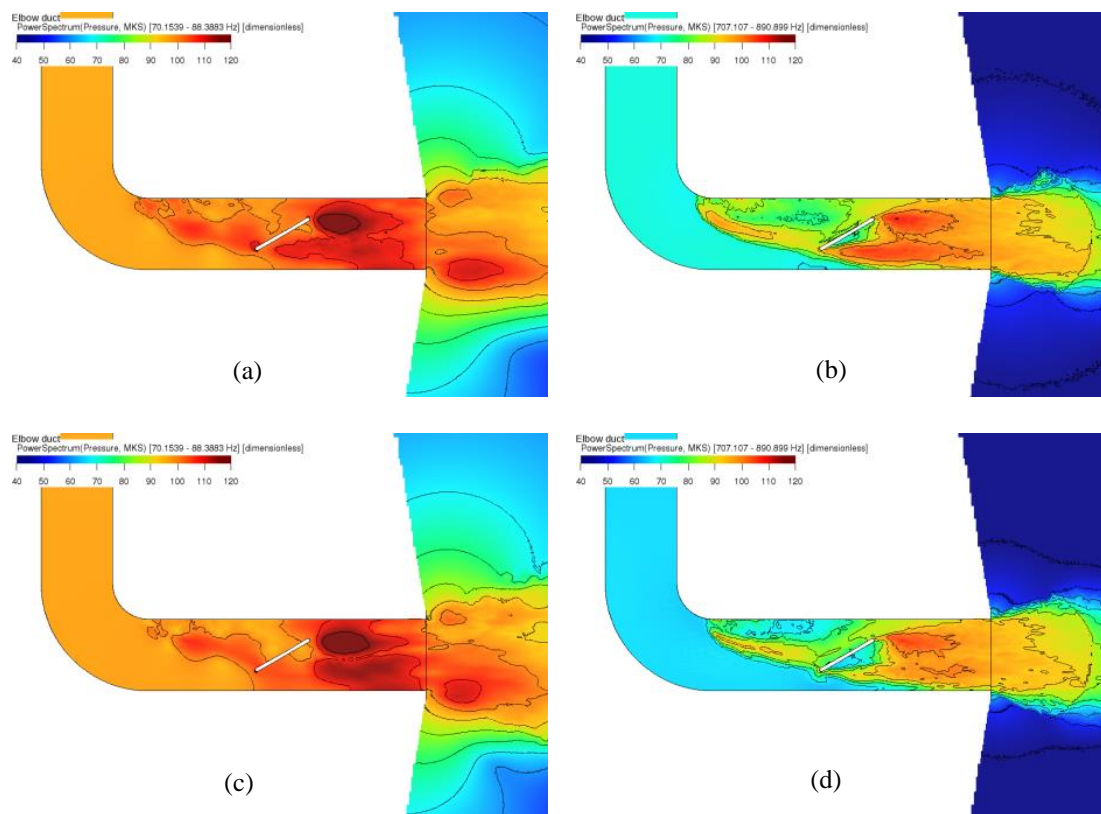 Elbow duct
PowerSpectrum(Pressure, MKS) [70.1539 - 88.3883 Hz] [dimensionless]
40 50 60 70 80 90 100 110 120
(a)
Elbow duct
PowerSpectrum(Pressure, MKS) [707.107 - 890.899 Hz] [dimensionless]
40 50 60 70 80 90 100 110 120
(b)
Elbow duct
PowerSpectrum(Pressure, MKS) [70.1539 - 88.3883 Hz] [dimensionless]
40 50 60 70 80 90 100 110 120
(c)
Elbow duct
PowerSpectrum(Pressure, MKS) [707.107 - 890.899 Hz] [dimensionless]
40 50 60 70 80 90 100 110 120
(d)